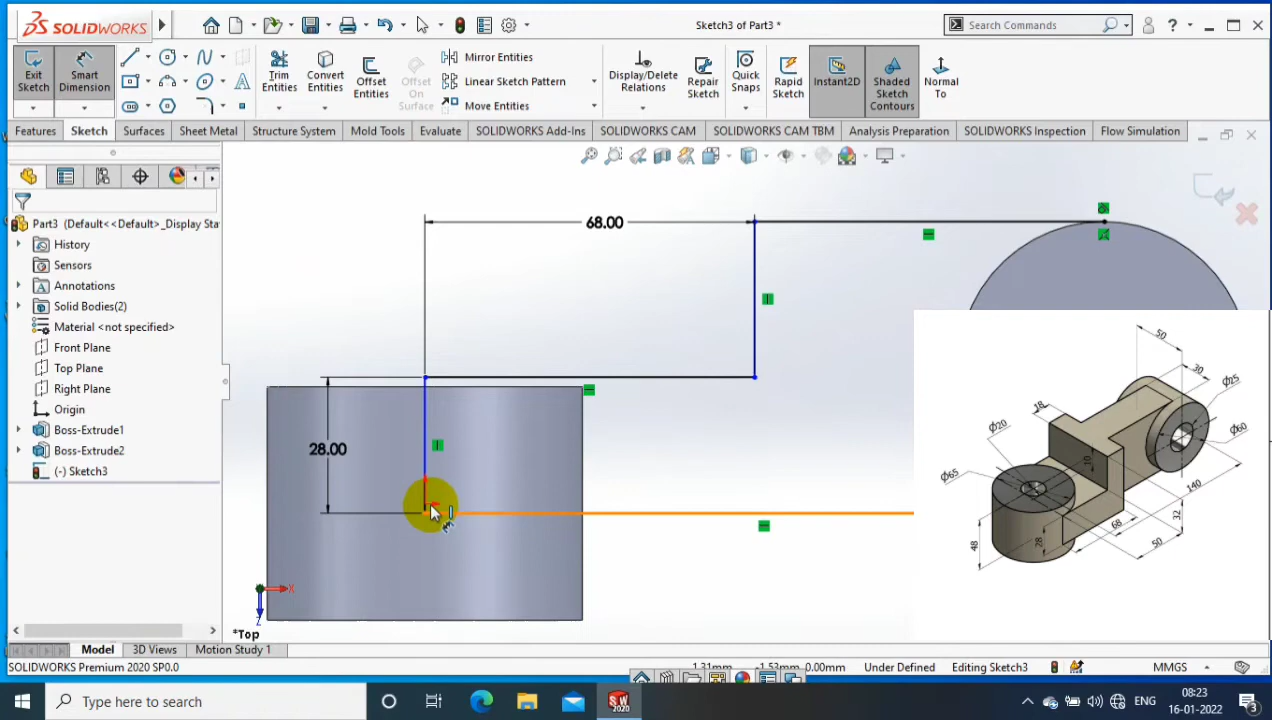 SOLIDWORKS
Sketch3 of Part3 *
Search Commands
Exit Sketch
Smart Dimension
Trim Entities
Convert Entities
Offset Entities
Offset On Surface
Mirror Entities
Linear Sketch Pattern
Move Entities
Display/Delete Relations
Repair Sketch
Quick Snaps
Rapid Sketch
Instant2D
Shaded Sketch Contours
Normal To
Features
Sketch
Surfaces
Sheet Metal
Structure System
Mold Tools
Evaluate
SOLIDWORKS Add-Ins
SOLIDWORKS CAM
SOLIDWORKS CAM TBM
Analysis Preparation
SOLIDWORKS Inspection
Flow Simulation
Part3 (Default<<Default>_Display Sta
History
Sensors
Annotations
Solid Bodies(2)
Material <not specified>
Front Plane
Top Plane
Right Plane
Origin
Boss-Extrude1
Boss-Extrude2
(-) Sketch3
68.00
28.00
X
Z
*Top
50
30
Ø25
18
Ø20
Ø60
10
Ø65
140
32
68
48
28
50
Model
3D Views
Motion Study 1
SOLIDWORKS Premium 2020 SP0.0
1.31mm
-1.53mm
0.00mm
Under Defined
Editing Sketch3
MMGS
Type here to search
SW
2020
ENG
08:23
16-01-2022
3